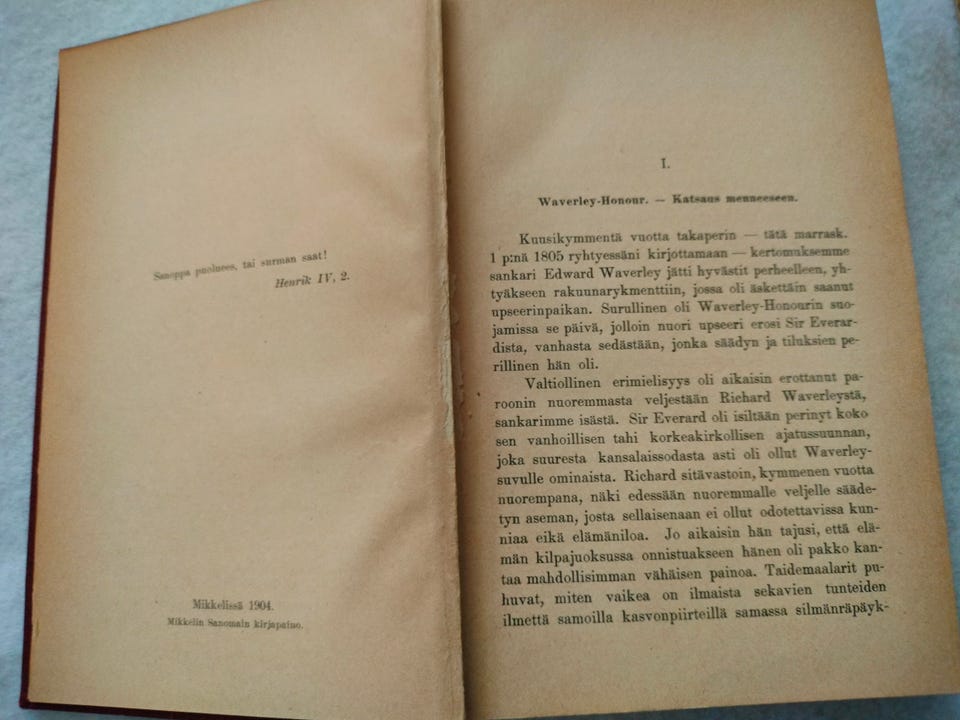 Sanoppa puoluees, tai surman saat!
Henrik IV, 2.
Mikkelissä 1904.
Mikkelin Sanomain kirjapaino.
I.
Waverley-Honour. — Katsaus menneeseen.
Kuusikymmentä vuotta takaperin — tätä marrask.
1 p:nä 1805 ryhtyessäni kirjottamaan — kertomuksemme
sankari Edward Waverley jätti hyvästit perheelleen, yh-
tyäkseen rakuunarykmenttiin, jossa oli äskettäin saanut
upseerinpaikan. Surullinen oli Waverley-Honourin suo-
jamissa se päivä, jolloin nuori upseeri erosi Sir Everar-
dista, vanhasta sedästään, jonka säädyn ja tiluksien pe-
rillinen hän oli.
Valtiollinen erimielisyys oli aikaisin erottanut pa-
roonin nuoremmasta veljestään Richard Waverleystä,
sankarimme isästä. Sir Everard oli isiltään perinyt koko
sen vanhoillisen tahi korkeakirkollisen ajatussuunnan,
joka suuresta kansalaissodasta asti oli ollut Waverley-
suvulle ominaista. Richard sitävastoin, kymmenen vuotta
nuorempana, näki edessään nuoremmalle veljelle sääde-
tyn aseman, josta sellaisenaan ei ollut odotettavissa kun-
niaa eikä elämäniloa. Jo aikaisin hän tajusi, että elä-
män kilpajuoksussa onnistuakseen hänen oli pakko kan-
taa mahdollisimman vähäisen painoa. Taidemaalarit pu-
huvat, miten vaikea on ilmaista sekavien tunteiden
ilmettä samoilla kasvonpiirteillä samassa silmänräpäyk-